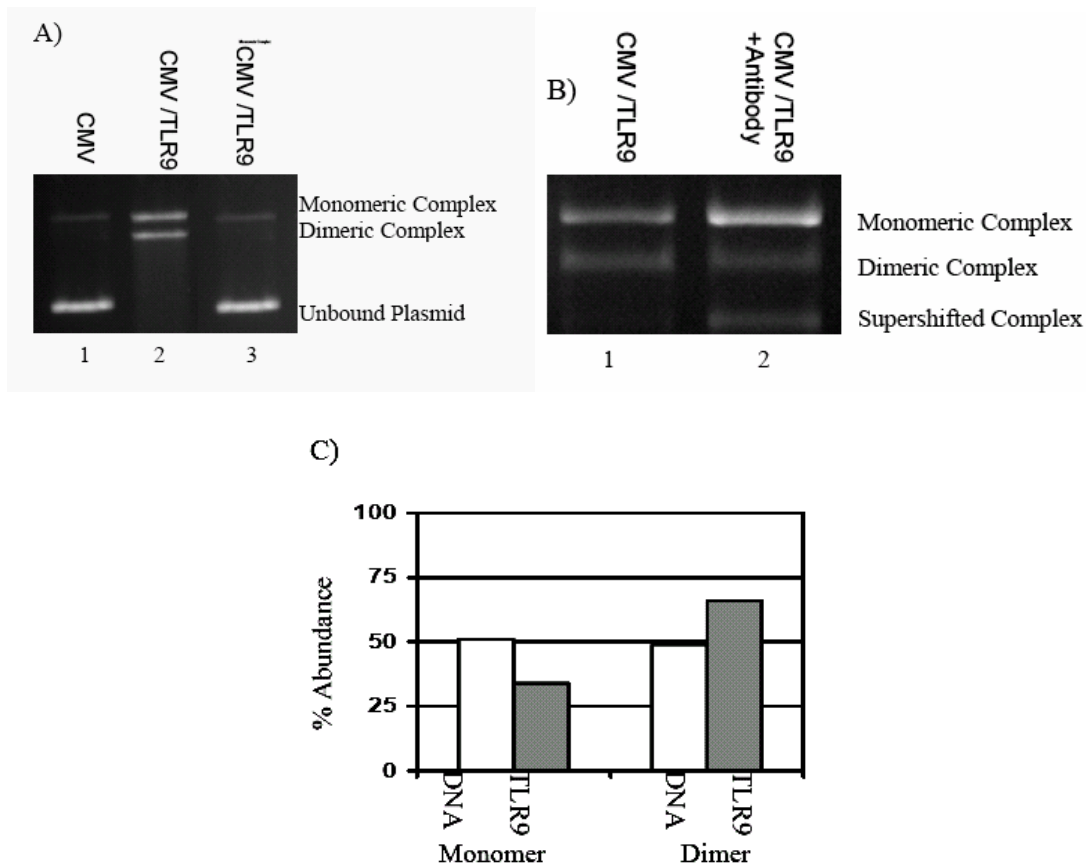 A)
CMV
CMV /TLR9
CMV /TLR9
Monomeric Complex
Dimeric Complex
Unbound Plasmid
1 2 3
B)
CMV /TLR9
CMV /TLR9
+Antibody
Monomeric Complex
Dimeric Complex
Supershifted Complex
1 2
C)
% Abundance
100
75
50
25
0
DNA TLR9 DNA TLR9
Monomer Dimer